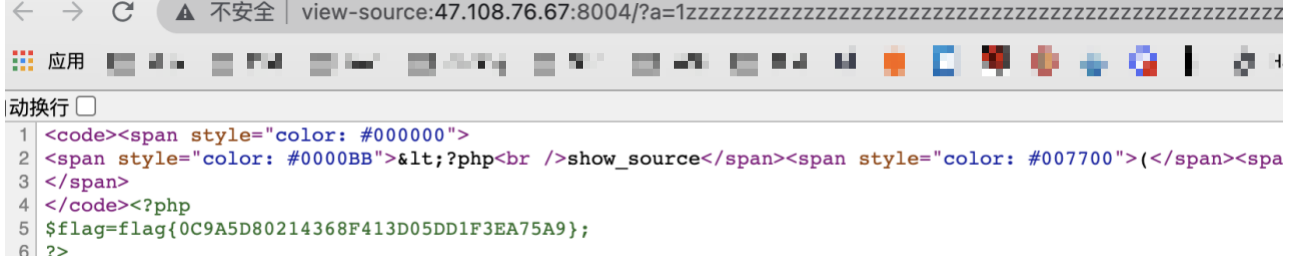 不安全 view-source:47.108.76.67:8004/?a=1zzzzzzzzzzzzzzzzzzzzzzzzzzzzzzzzzzzzzzzzzzzzzzzzzzz
应用
动换行
1 <code><span style="color: #000000">
2 <span style="color: #0000BB">&lt;?php<br />show_source</span><span style="color: #007700">(</span><spa
3 </span>
4 </code><?php
5 $flag=flag{0C9A5D80214368F413D05DD1F3EA75A9};
6 ?>